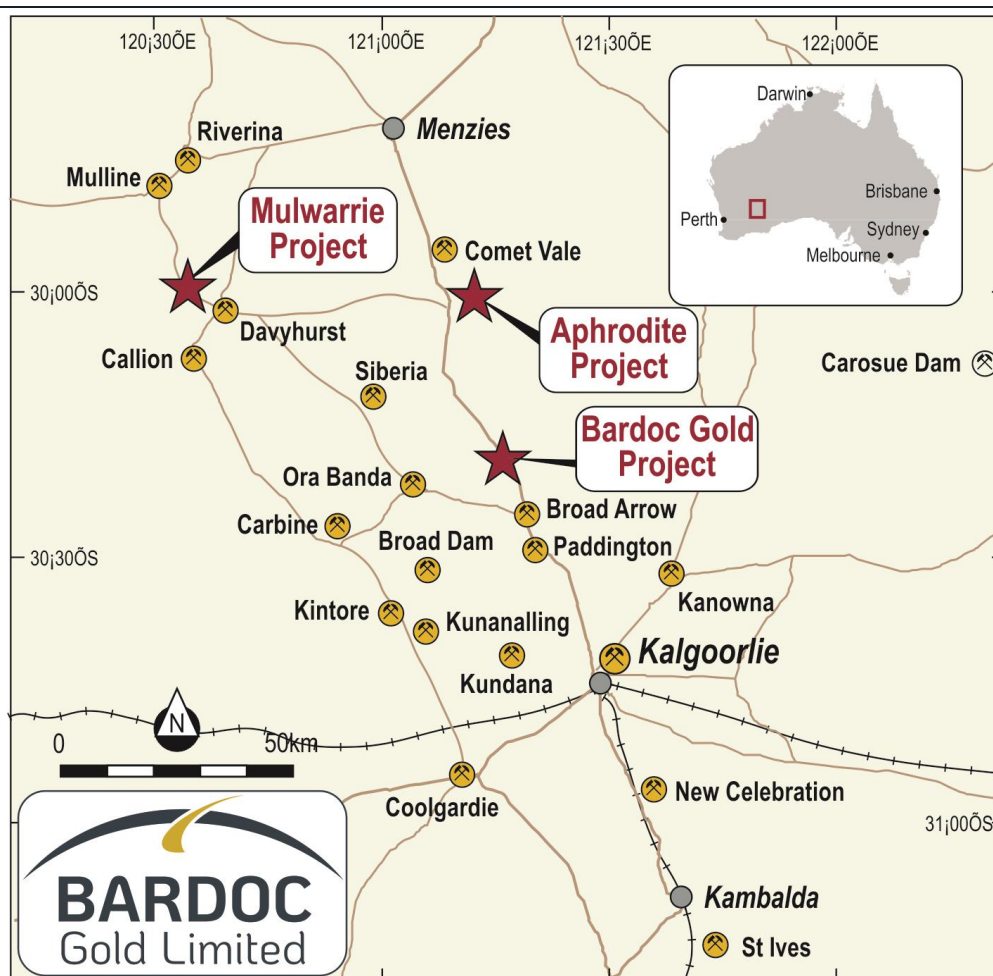 120¡30ÕE
121¡00ÕE
121¡30ÕE
122¡00ÕE
Darwin
Brisbane
Perth
Sydney
Melbourne
Menzies
Riverina
Mulline
Mulwarrie
Project
Comet Vale
30¡00ÕS
Davyhurst
Aphrodite
Project
Callion
Siberia
Carosue Dam
Bardoc Gold
Project
Ora Banda
Broad Arrow
Carbine
Broad Dam
Paddington
30¡30ÕS
Kanowna
Kintore
Kunanalling
Kalgoorlie
Kundana
N
0
50km
Coolgardie
New Celebration
31¡00ÕS
BARDOC
Gold Limited
Kambalda
St Ives